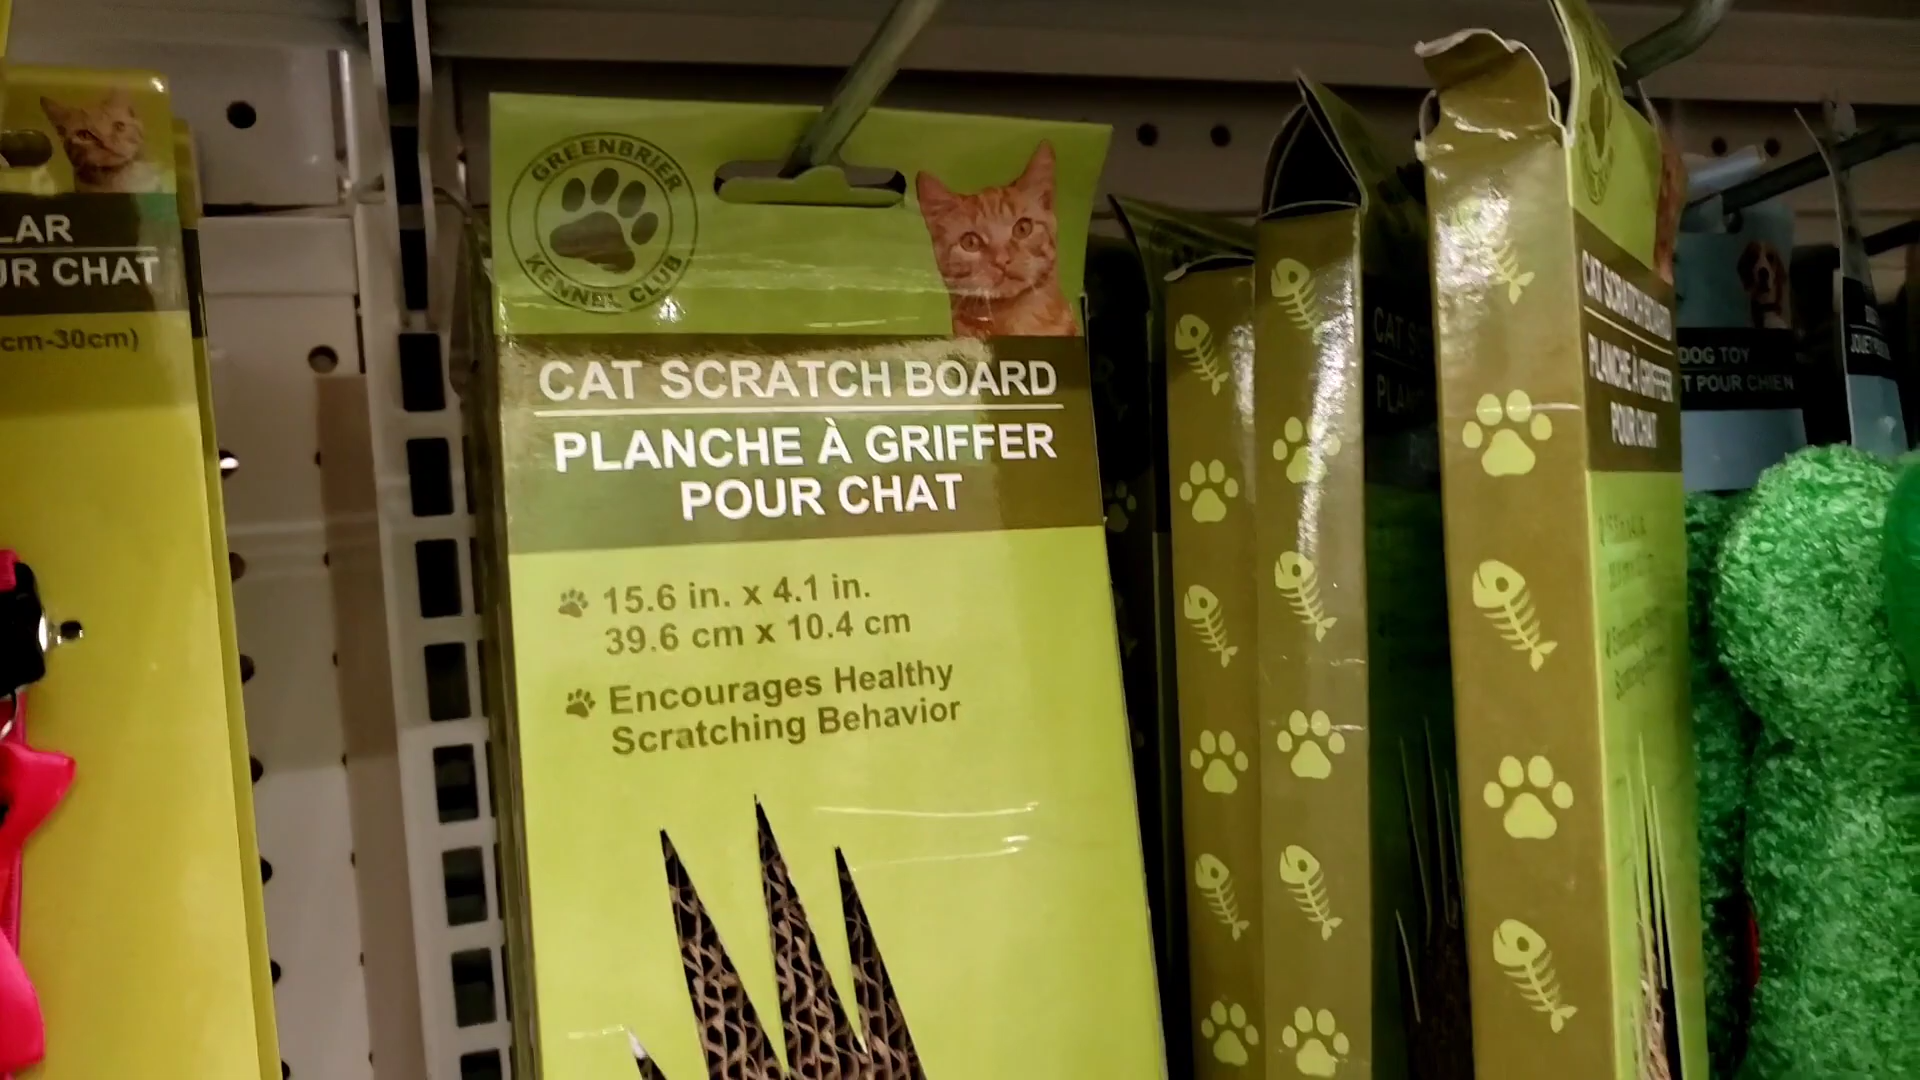 LAR
UR CHAT
cm-30cm)
GREENBRIER
KENNEL CLUB
CAT SCRATCH BOARD
PLANCHE À GRIFFER
POUR CHAT
15.6 in. x 4.1 in.
39.6 cm x 10.4 cm
Encourages Healthy
Scratching Behavior
CAT SC
PLAN
CAT SCRATCH BOARD
PLANCHE À GRIFFER
POUR CHAT
DOG TOY
T POUR CHIEN